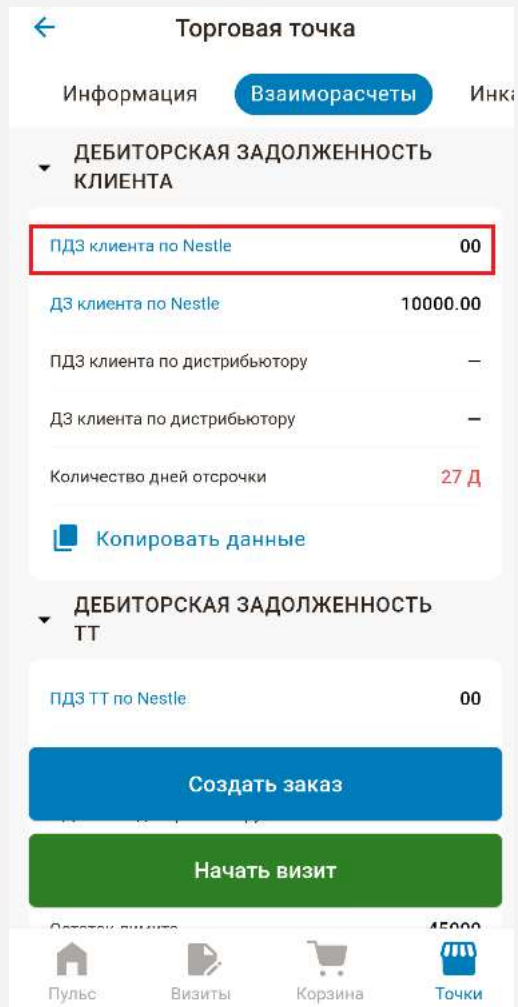 Торговая точка
Информация Взаиморасчеты Инка
ДЕБИТОРСКАЯ ЗАДОЛЖЕННОСТЬ
КЛИЕНТА
ПДЗ клиента по Nestle 00
ДЗ клиента по Nestle 10000.00
ПДЗ клиента по дистрибьютору –
ДЗ клиента по дистрибьютору –
Количество дней отсрочки 27 Д
Копировать данные
ДЕБИТОРСКАЯ ЗАДОЛЖЕННОСТЬ
ТТ
ПДЗ ТТ по Nestle 00
Создать заказ
Начать визит
Остаток лимита 45000
Пульс Визиты Корзина Точки